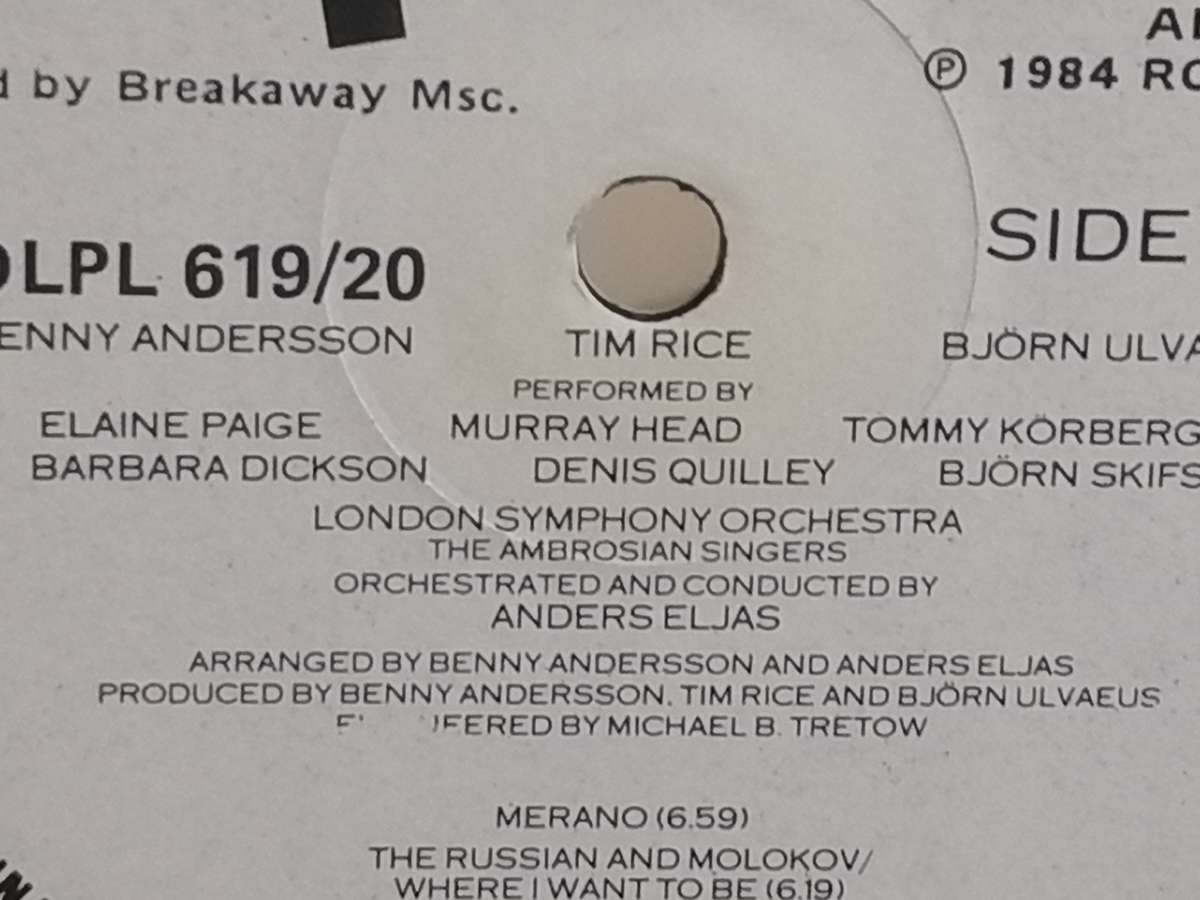 d by Breakaway Msc.
℗ 1984 RO
LPL 619/20
SIDE
ENNY ANDERSSON TIM RICE BJÖRN ULVA
PERFORMED BY
ELAINE PAIGE MURRAY HEAD TOMMY KÖRBERG
BARBARA DICKSON DENIS QUILLEY BJÖRN SKIFS
LONDON SYMPHONY ORCHESTRA
THE AMBROSIAN SINGERS
ORCHESTRATED AND CONDUCTED BY
ANDERS ELJAS
ARRANGED BY BENNY ANDERSSON AND ANDERS ELJAS
PRODUCED BY BENNY ANDERSSON, TIM RICE AND BJÖRN ULVAEUS
BY MICHAEL B. TRETOW
MERANO (6.59)
THE RUSSIAN AND MOLOKOV/
WHERE I WANT TO BE (6.19)